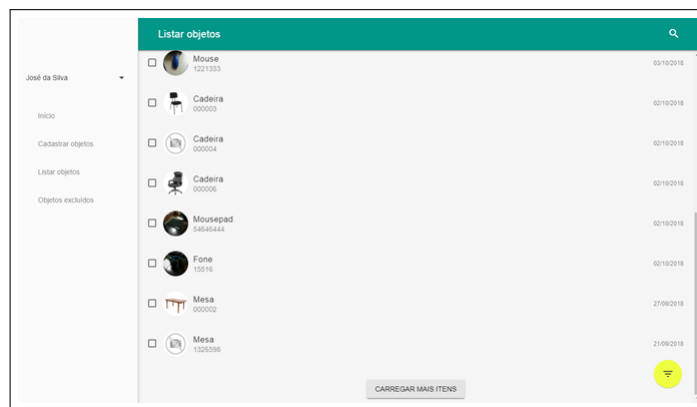 Listar objetos
José da Silva
Início
Cadastrar objetos
Listar objetos
Objetos excluídos
Mouse
1221333
03/10/2018
Cadeira
000003
02/10/2018
Cadeira
000004
02/10/2018
Cadeira
000006
02/10/2018
Mousepad
54646444
02/10/2018
Fone
15516
02/10/2018
Mesa
000002
27/09/2018
Mesa
1326598
21/09/2018
CARREGAR MAIS ITENS